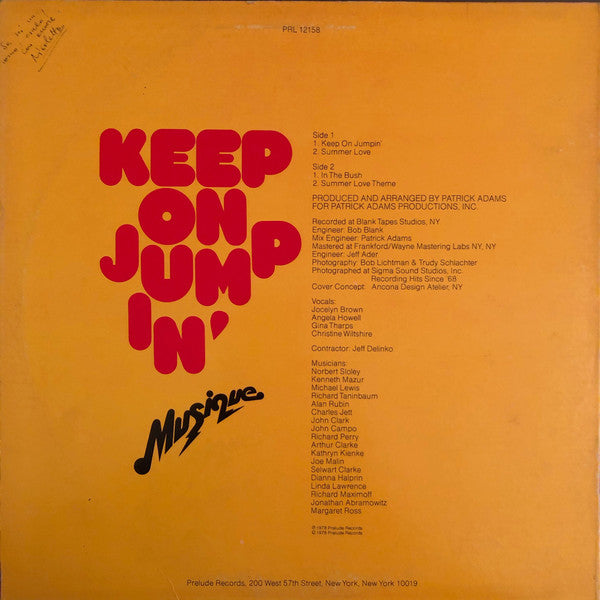 PRL 12158
KEEP
ON
JUMP
IN'
Musique
Side 1
1. Keep On Jumpin'
2. Summer Love
Side 2
1. In The Bush
2. Summer Love Theme
PRODUCED AND ARRANGED BY PATRICK ADAMS
FOR PATRICK ADAMS PRODUCTIONS, INC.
Recorded at Blank Tapes Studios, NY
Engineer: Bob Blank
Mix Engineer: Patrick Adams
Mastered at Frankford/Wayne Mastering Labs NY, NY
Engineer: Jeff Ader
Photography: Bob Lichtman & Trudy Schlachter
Photographed at Sigma Sound Studios, Inc.
Recording Hits Since '68
Cover Concept: Ancona Design Atelier, NY
Vocals:
Jocelyn Brown
Angela Howell
Gina Tharps
Christine Wiltshire
Contractor: Jeff Delinko
Musicians:
Norbert Sloley
Kenneth Mazur
Michael Lewis
Richard Taninbaum
Alan Rubin
Charles Jett
John Clark
John Campo
Richard Perry
Arthur Clarke
Kathryn Kienke
Joe Malin
Selwart Clarke
Dianna Halprin
Linda Lawrence
Richard Maximoff
Jonathan Abramowitz
Margaret Ross
℗ 1978 Prelude Records
© 1978 Prelude Records
Prelude Records, 200 West 57th Street, New York, New York 10019